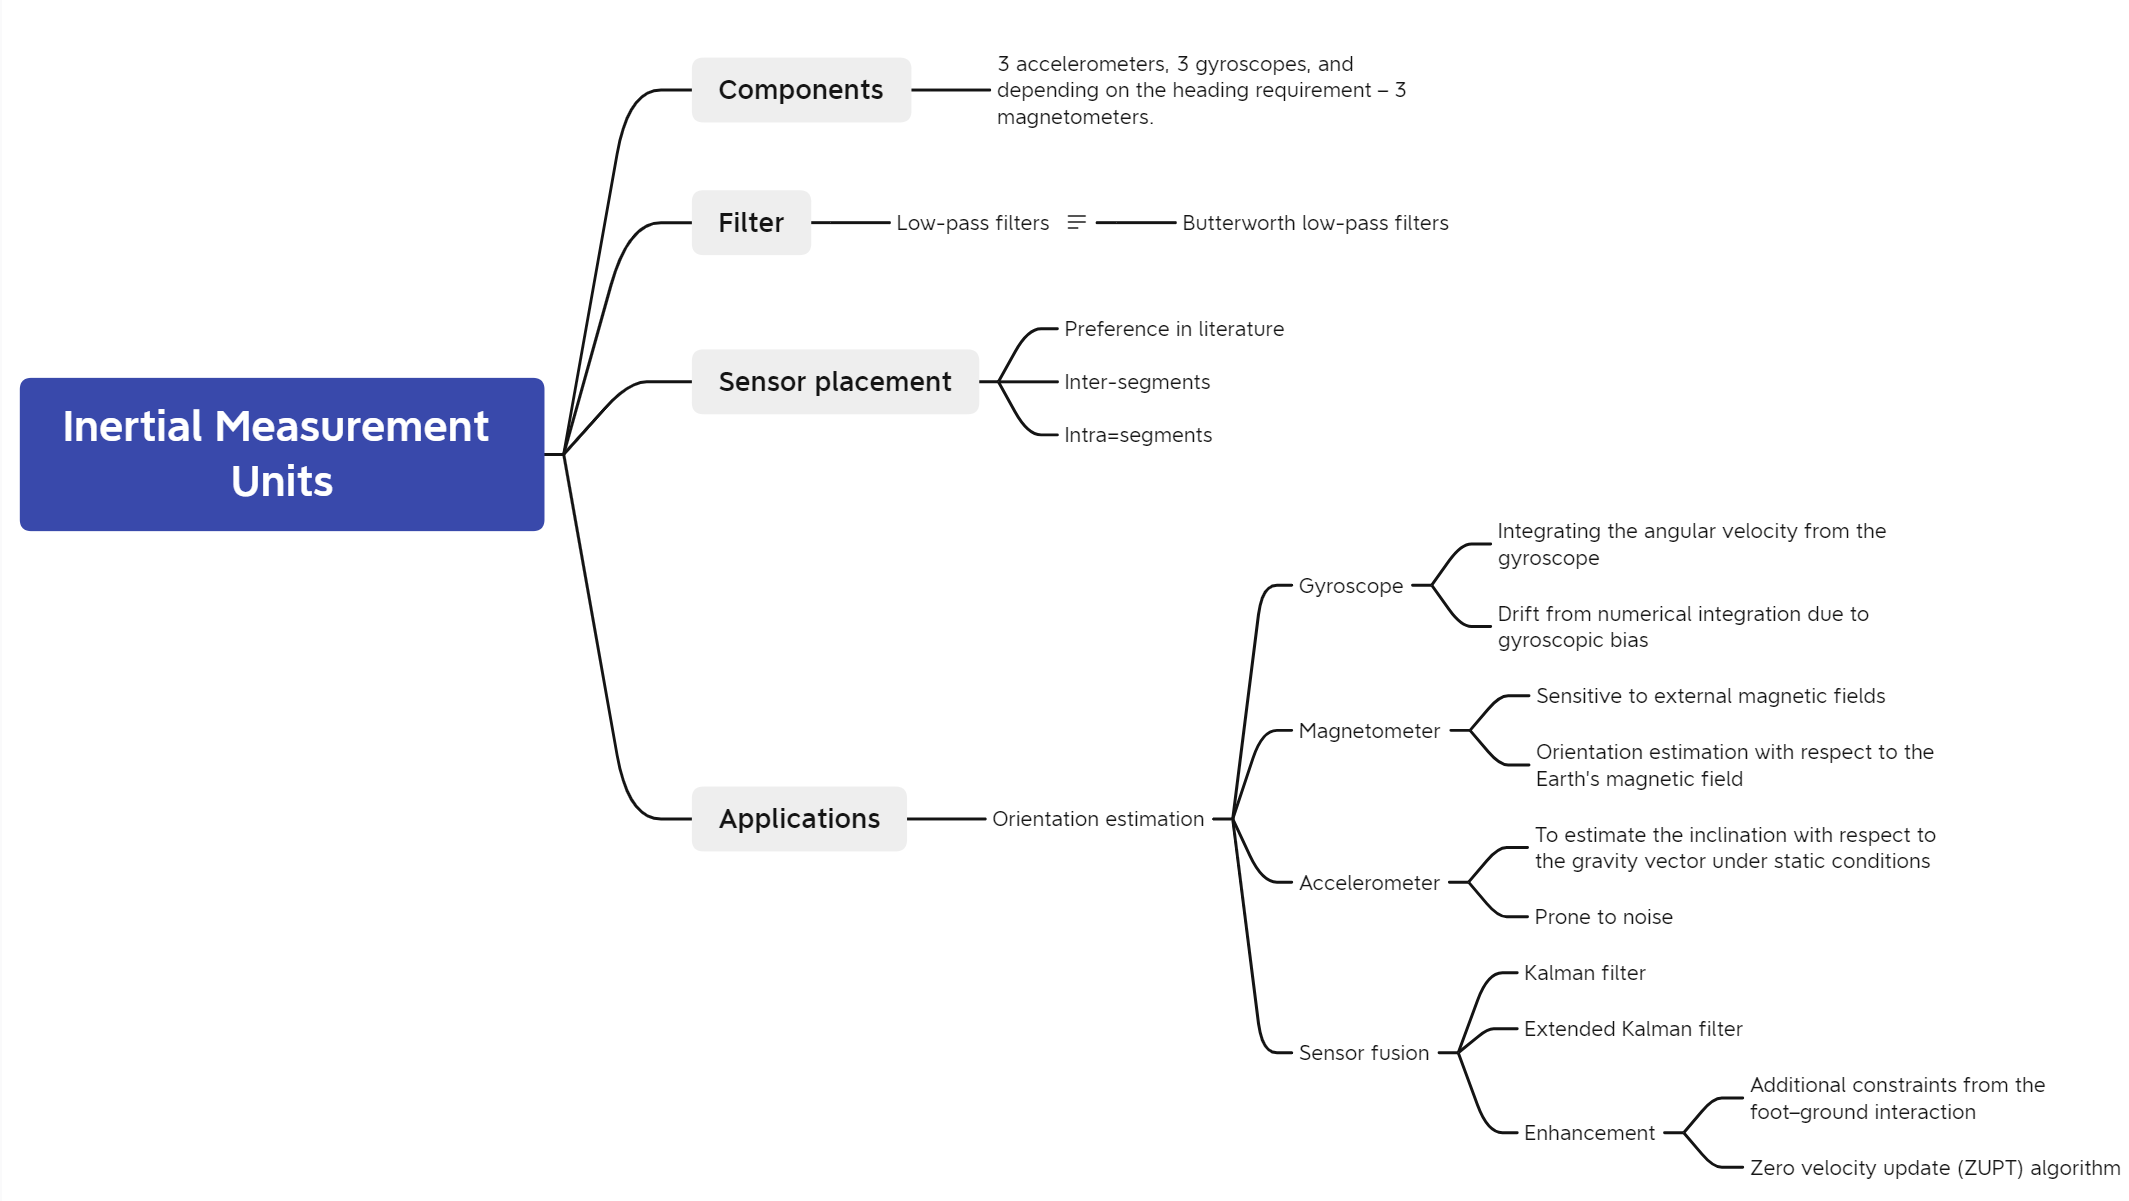 Inertial Measurement
Units
Components
3 accelerometers, 3 gyroscopes, and
depending on the heading requirement – 3
magnetometers.
Filter
Low-pass filters
Butterworth low-pass filters
Sensor placement
Preference in literature
Inter-segments
Intra=segments
Applications
Orientation estimation
Gyroscope
Integrating the angular velocity from the
gyroscope
Drift from numerical integration due to
gyroscopic bias
Magnetometer
Sensitive to external magnetic fields
Orientation estimation with respect to the
Earth's magnetic field
Accelerometer
To estimate the inclination with respect to
the gravity vector under static conditions
Prone to noise
Sensor fusion
Kalman filter
Extended Kalman filter
Enhancement
Additional constraints from the
foot–ground interaction
Zero velocity update (ZUPT) algorithm